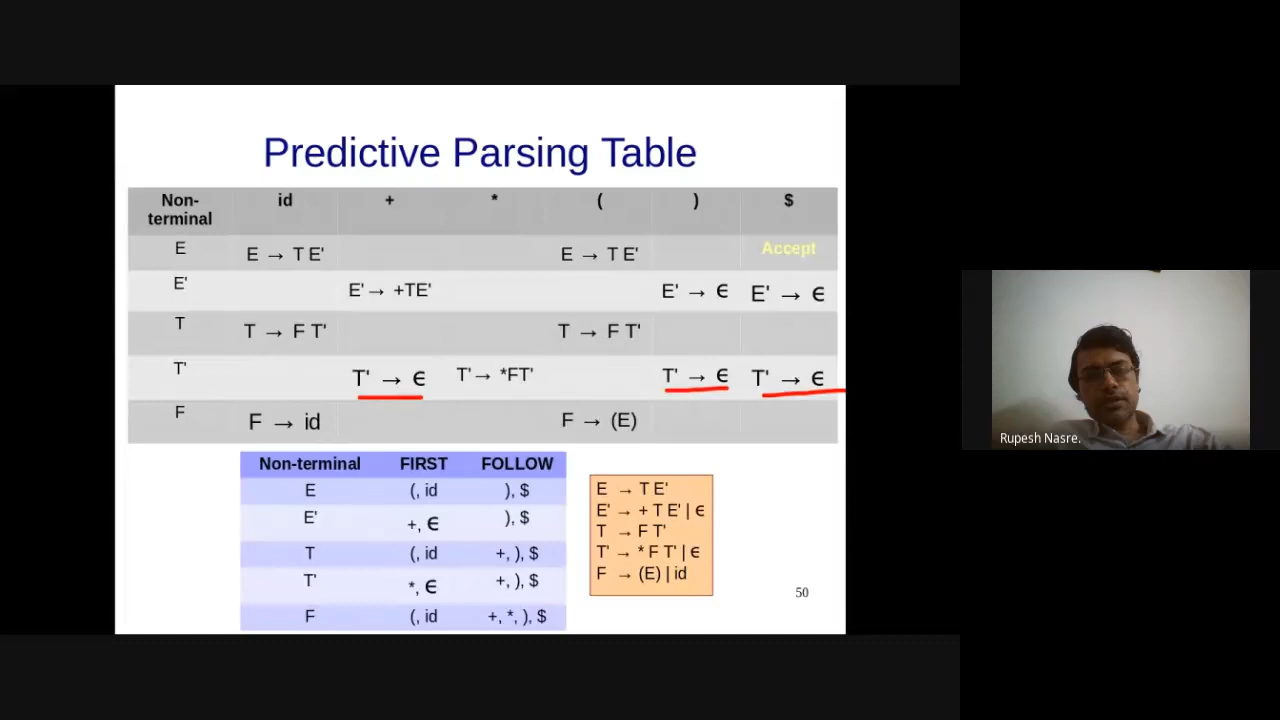 Predictive Parsing Table
Non-terminal id + * ( ) $
E E → T E' E → T E' Accept
E' E' → +TE' E' → ϵ E' → ϵ
T T → F T' T → F T'
T' T' → ϵ T' → *FT' T' → ϵ T' → ϵ
F F → id F → (E)
Non-terminal FIRST FOLLOW
E (, id ), $
E' +, ϵ ), $
T (, id +, ), $
T' *, ϵ +, ), $
F (, id +, *, ), $
E → T E'
E' → + T E' | ϵ
T → F T'
T' → * F T' | ϵ
F → (E) | id
50
Rupesh Nasre.